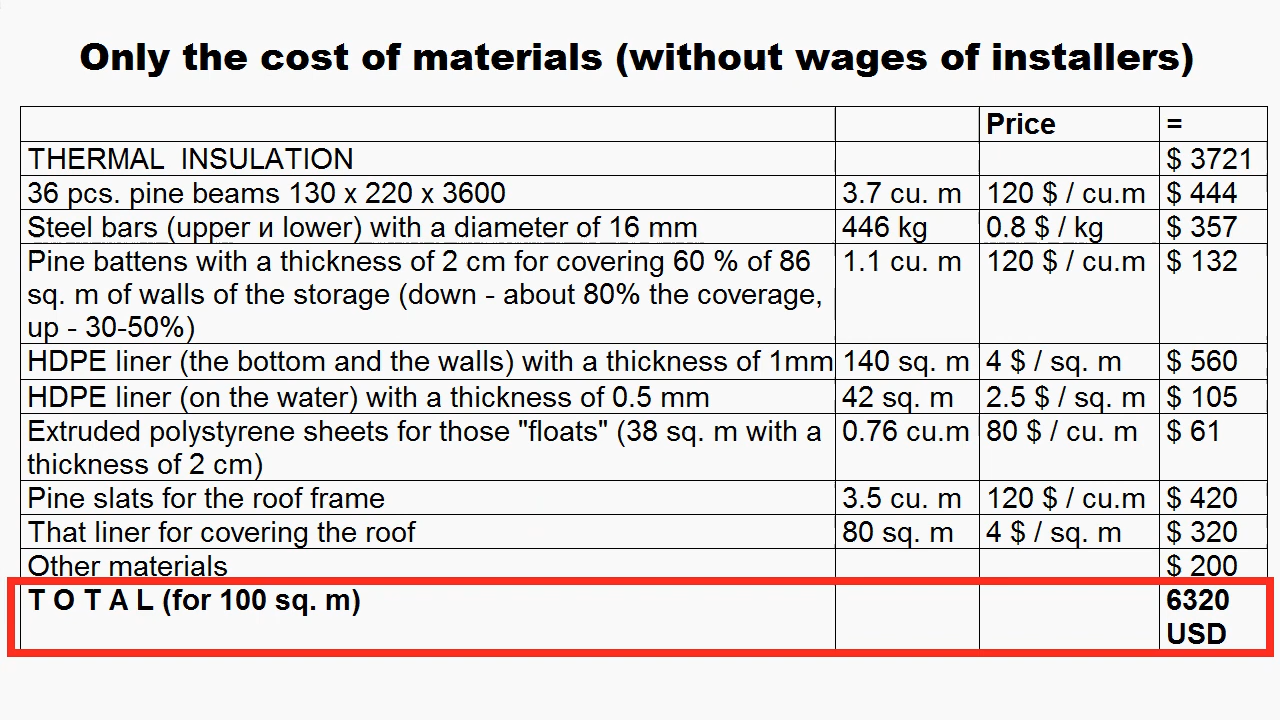 Only the cost of materials (without wages of installers)
Price =
THERMAL INSULATION $ 3721
36 pcs. pine beams 130 x 220 x 3600 3.7 cu. m 120 $ / cu.m $ 444
Steel bars (upper и lower) with a diameter of 16 mm 446 kg 0.8 $ / kg $ 357
Pine battens with a thickness of 2 cm for covering 60 % of 86 1.1 cu. m 120 $ / cu.m $ 132
sq. m of walls of the storage (down - about 80% the coverage,
up - 30-50%)
HDPE liner (the bottom and the walls) with a thickness of 1mm 140 sq. m 4 $ / sq. m $ 560
HDPE liner (on the water) with a thickness of 0.5 mm 42 sq. m 2.5 $ / sq. m $ 105
Extruded polystyrene sheets for those "floats" (38 sq. m with a 0.76 cu.m 80 $ / cu. m $ 61
thickness of 2 cm)
Pine slats for the roof frame 3.5 cu. m 120 $ / cu.m $ 420
That liner for covering the roof 80 sq. m 4 $ / sq. m $ 320
Other materials $ 200
T O T A L (for 100 sq. m) 6320
USD